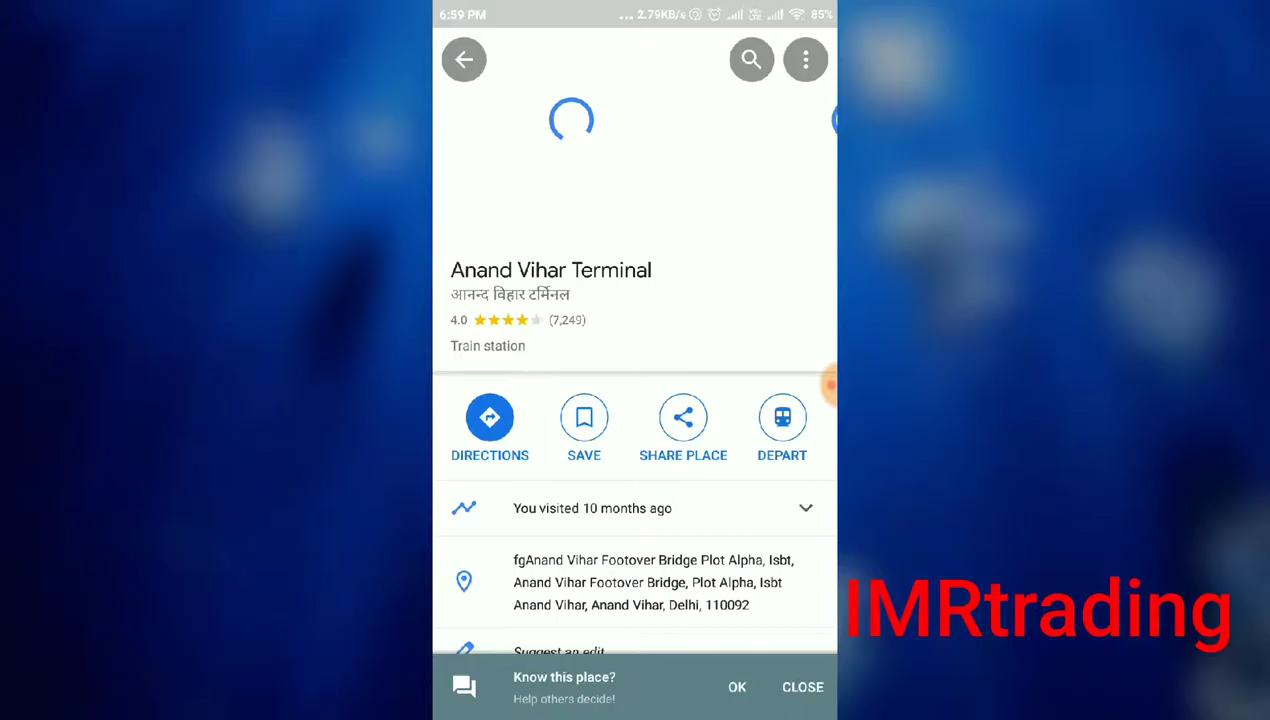 6:59 PM
... 2.79KB/s 85%
Anand Vihar Terminal
आनन्द विहार टर्मिनल
4.0 (7,249)
Train station
DIRECTIONS SAVE SHARE PLACE DEPART
You visited 10 months ago
fgAnand Vihar Footover Bridge Plot Alpha, Isbt,
Anand Vihar Footover Bridge, Plot Alpha, Isbt
Anand Vihar, Anand Vihar, Delhi, 110092
Suggest an edit
Know this place?
Help others decide!
OK CLOSE
IMRtrading